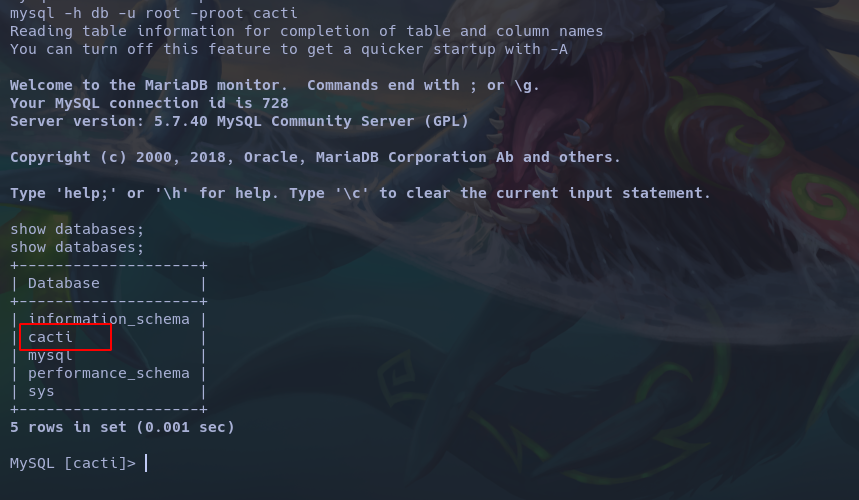 mysql -h db -u root -proot cacti
Reading table information for completion of table and column names
You can turn off this feature to get a quicker startup with -A
Welcome to the MariaDB monitor.  Commands end with ; or \g.
Your MySQL connection id is 728
Server version: 5.7.40 MySQL Community Server (GPL)
Copyright (c) 2000, 2018, Oracle, MariaDB Corporation Ab and others.
Type 'help;' or '\h' for help. Type '\c' to clear the current input statement.
show databases;
show databases;
+--------------------+
| Database           |
+--------------------+
| information_schema |
| cacti              |
| mysql              |
| performance_schema |
| sys                |
+--------------------+
5 rows in set (0.001 sec)
MySQL [cacti]>